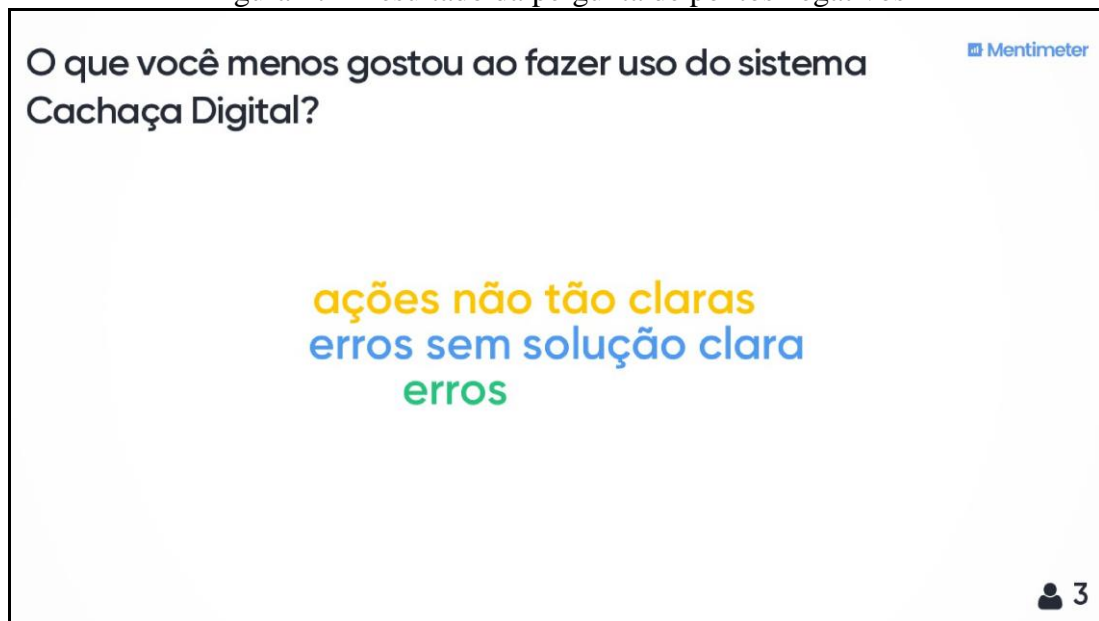 O que você menos gostou ao fazer uso do sistema
Cachaça Digital?
Mentimeter
ações não tão claras
erros sem solução clara
erros
3